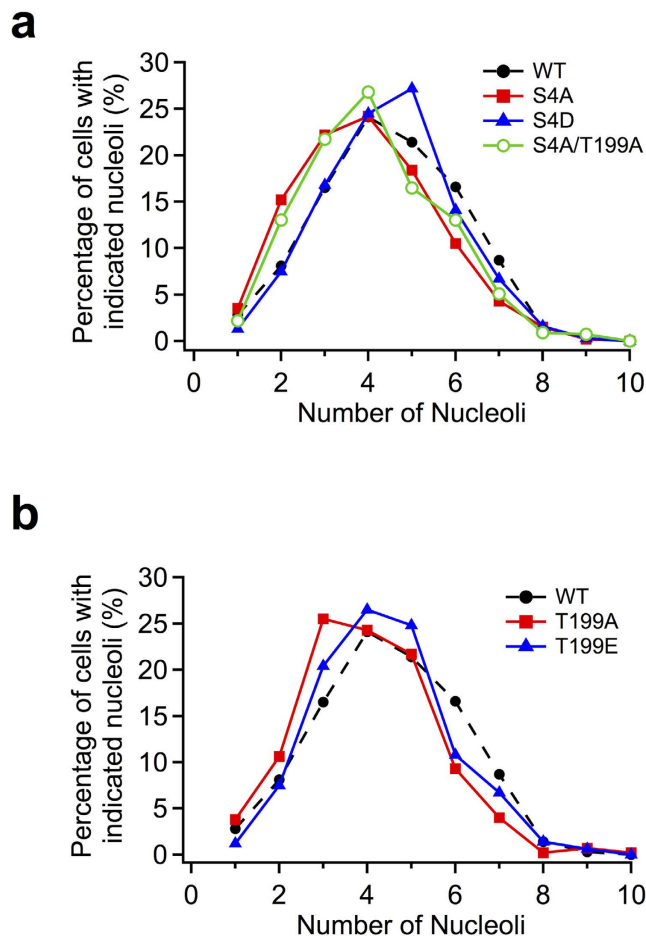 a
Percentage of cells with
indicated nucleoli (%)
30
25
20
15
10
5
0
WT
S4A
S4D
S4A/T199A
0 2 4 6 8 10
Number of Nucleoli
b
Percentage of cells with
indicated nucleoli (%)
30
25
20
15
10
5
0
WT
T199A
T199E
0 2 4 6 8 10
Number of Nucleoli